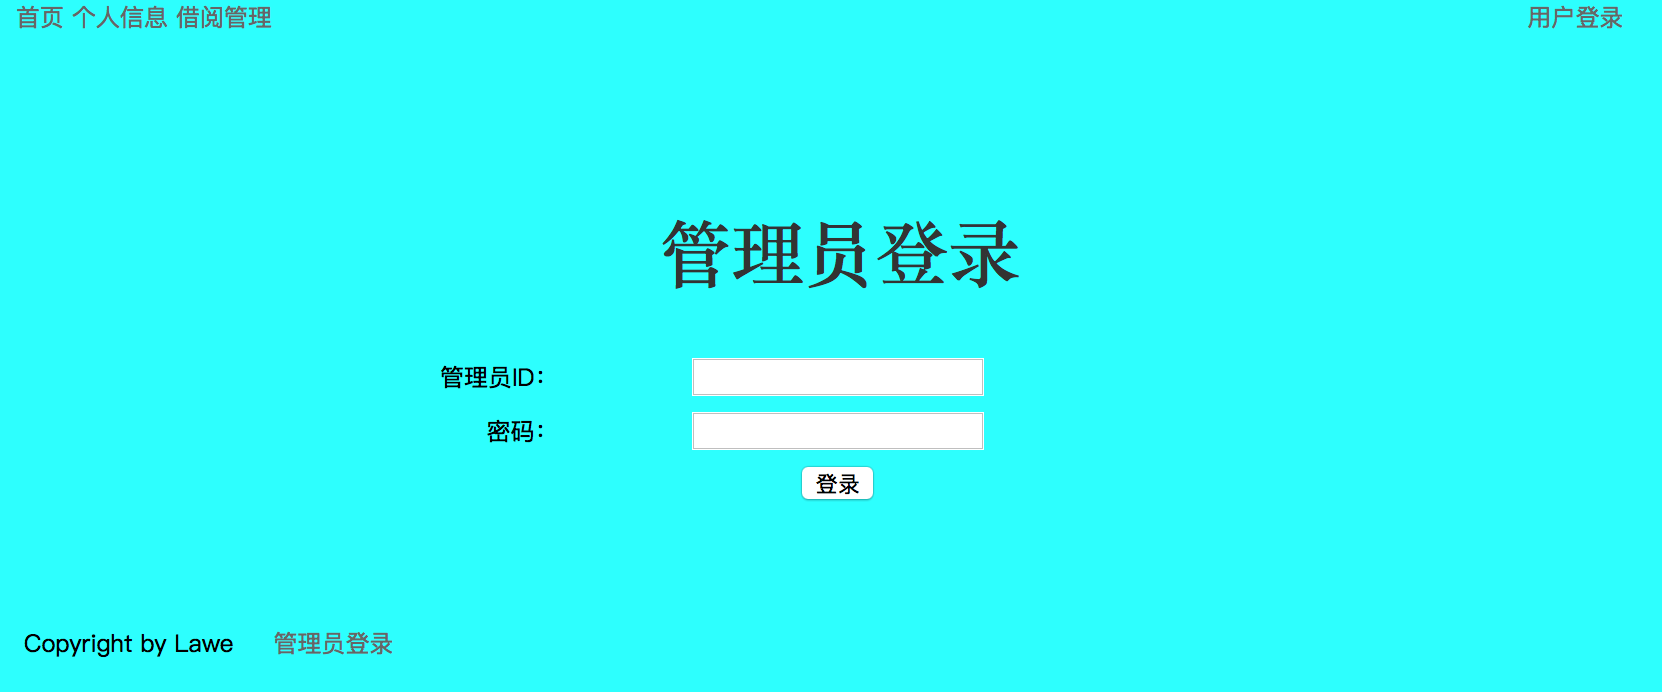 首页 个人信息 借阅管理 用户登录
管理员登录
管理员ID：
密码：
登录
Copyright by Lawe 管理员登录